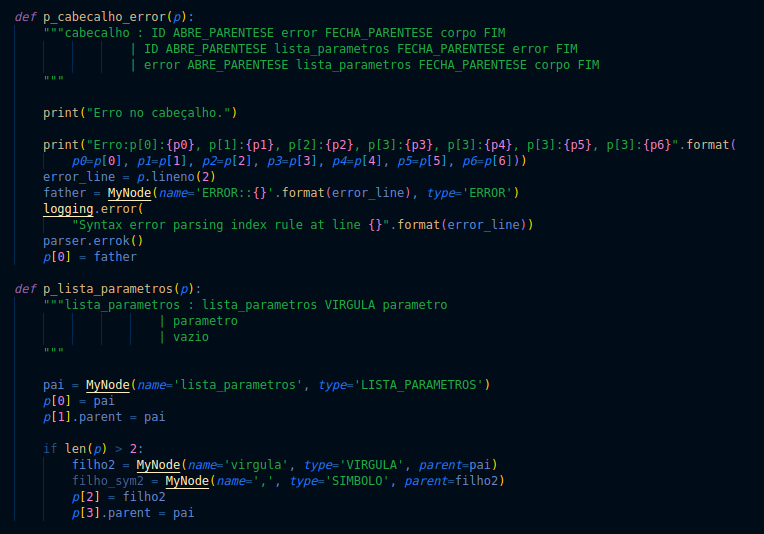 def p_cabecalho_error(p):
    """cabecalho : ID ABRE_PARENTESE error FECHA_PARENTESE corpo FIM
                | ID ABRE_PARENTESE lista_parametros FECHA_PARENTESE error FIM
                | error ABRE_PARENTESE lista_parametros FECHA_PARENTESE corpo FIM
    """
    print("Erro no cabeçalho.")
    print("Erro:p[0]:{p0}, p[1]:{p1}, p[2]:{p2}, p[3]:{p3}, p[3]:{p4}, p[3]:{p5}, p[3]:{p6}".format(
        p0=p[0], p1=p[1], p2=p[2], p3=p[3], p4=p[4], p5=p[5], p6=p[6]))
    error_line = p.lineno(2)
    father = MyNode(name='ERROR::{}'.format(error_line), type='ERROR')
    logging.error(
        "Syntax error parsing index rule at line {}".format(error_line))
    parser.errok()
    p[0] = father
def p_lista_parametros(p):
    """lista_parametros : lista_parametros VIRGULA parametro
                    | parametro
                    | vazio
    """
    pai = MyNode(name='lista_parametros', type='LISTA_PARAMETROS')
    p[0] = pai
    p[1].parent = pai
    if len(p) > 2:
        filho2 = MyNode(name='virgula', type='VIRGULA', parent=pai)
        filho_sym2 = MyNode(name=',', type='SIMBOLO', parent=filho2)
        p[2] = filho2
        p[3].parent = pai